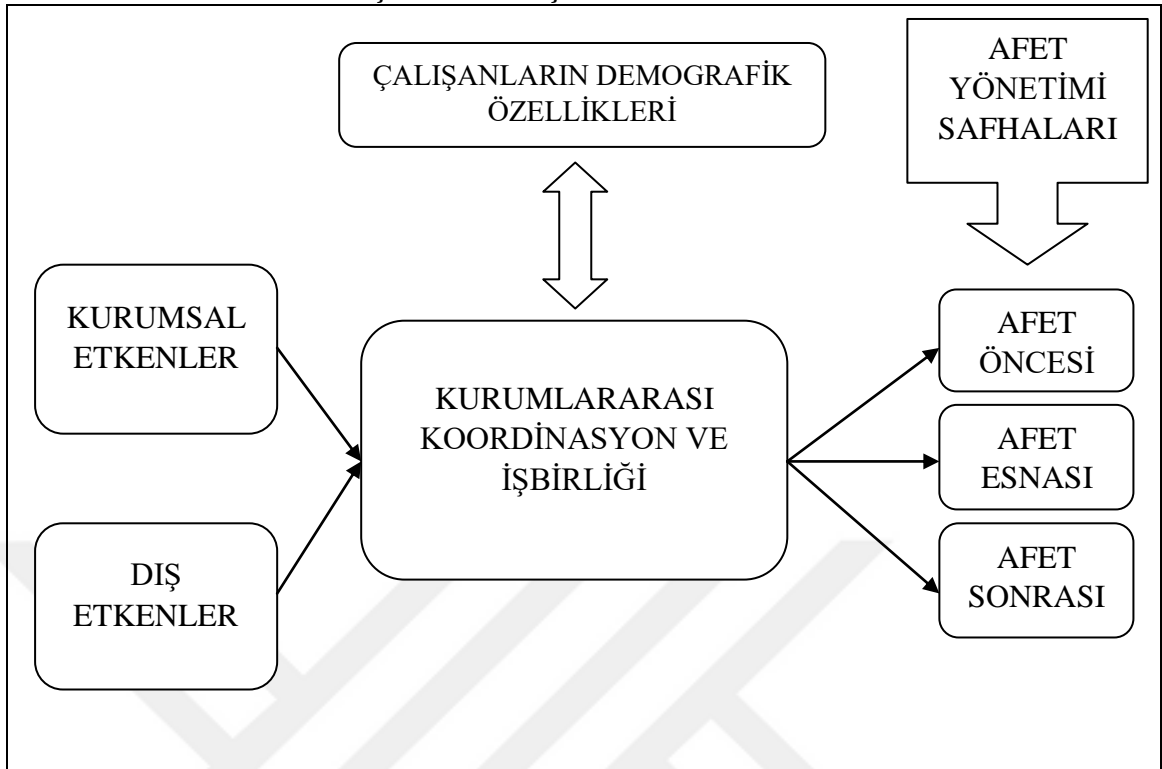 ÇALIŞANLARIN DEMOGRAFİK
ÖZELLİKLERİ
AFET
YÖNETİMİ
SAFHALARI
KURUMSAL
ETKENLER
DIŞ
ETKENLER
KURUMLARARASI
KOORDİNASYON VE
İŞBİRLİĞİ
AFET
ÖNCESİ
AFET
ESNASI
AFET
SONRASI